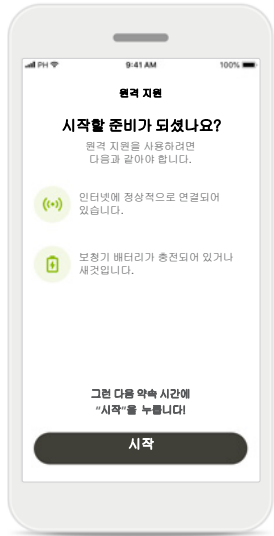 PH 9:41 AM 100%
원격 지원
시작할 준비가 되셨나요?
원격 지원을 사용하려면
다음과 같아야 합니다.
인터넷에 정상적으로 연결되어
있습니다.
보청기 배터리가 충전되어 있거나
새것입니다.
그런 다음 약속 시간에
"시작"을 누릅니다!
시작